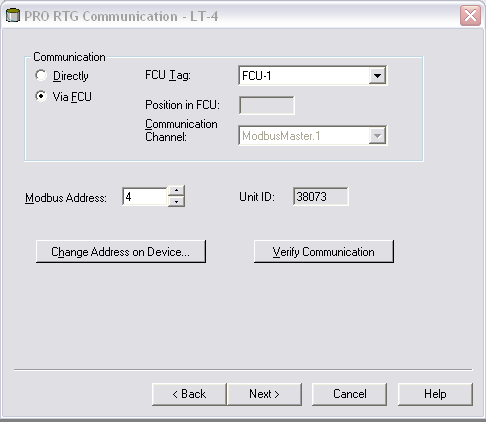 PRO RTG Communication - LT-4
Communication
Directly
Via FCU
FCU Tag:
FCU-1
Position in FCU:
Communication
Channel:
ModbusMaster.1
Modbus Address:
4
Unit ID:
38073
Change Address on Device...
Verify Communication
< Back
Next >
Cancel
Help